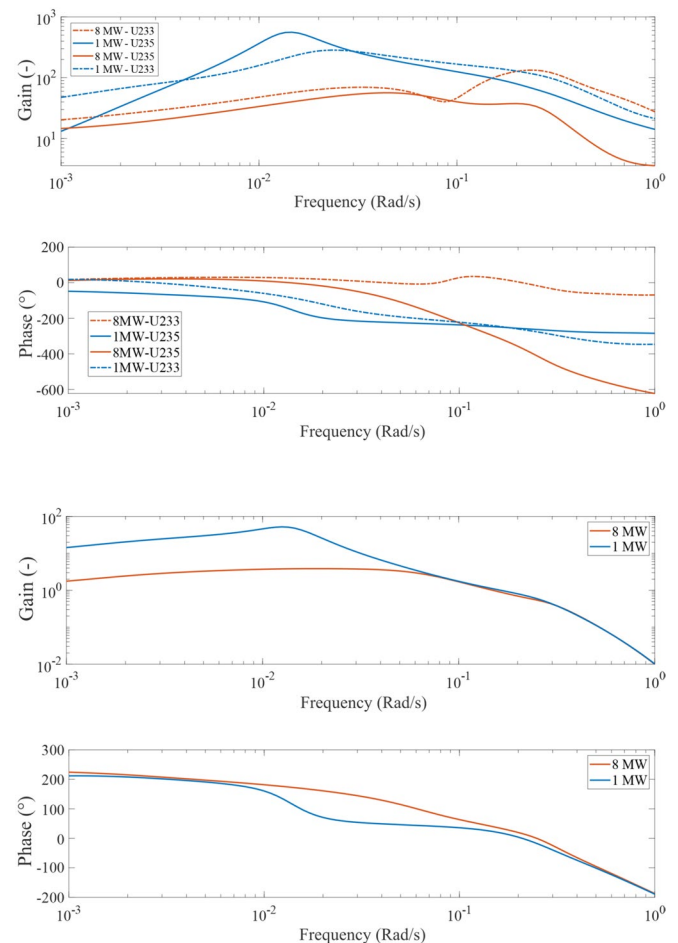 10^3
8 MW - U233
1 MW - U235
8 MW - U235
1 MW - U233
Gain (-)
10^2
10^1
10^-3 10^-2 10^-1 10^0
Frequency (Rad/s)
200
0
Phase (°)
-200
-400
-600
8MW-U233
1MW-U235
8MW-U235
1MW-U233
10^-3 10^-2 10^-1 10^0
Frequency (Rad/s)
10^2
8 MW
1 MW
Gain (-)
10^0
10^-2
10^-3 10^-2 10^-1 10^0
Frequency (Rad/s)
300
8 MW
1 MW
200
Phase (°)
100
0
-100
-200
10^-3 10^-2 10^-1 10^0
Frequency (Rad/s)